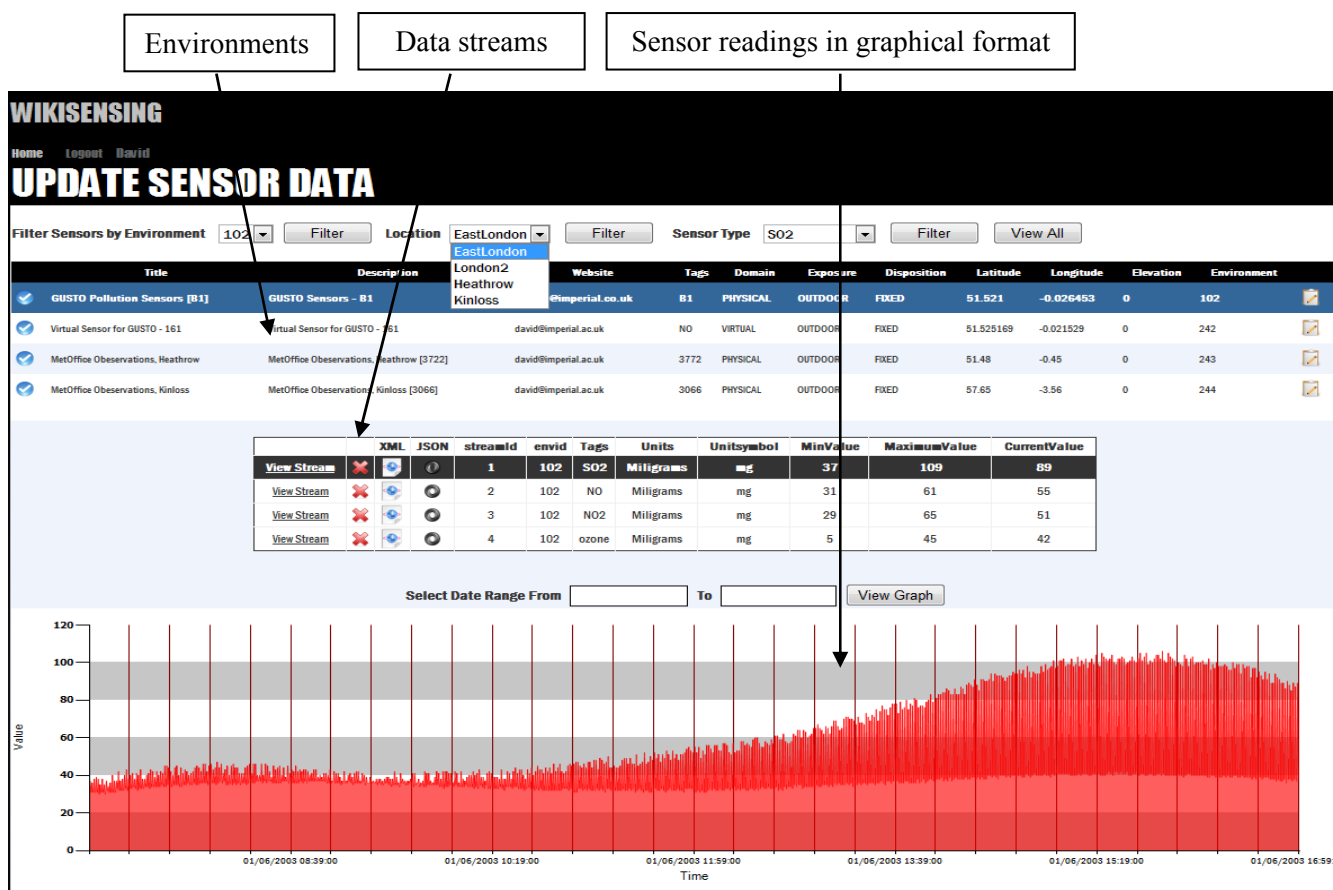 Environments Data streams Sensor readings in graphical format
WIKISENSING
Home Logout David
UPDATE SENSOR DATA
Filter Sensors by Environment 102 Filter Location EastLondon Filter Sensor Type SO2 Filter View All
EastLondon
London2
Heathrow
Kinloss
Title Description Website Tags Domain Exposure Disposition Latitude Longitude Elevation Environment
GUSTO Pollution Sensors [B1] GUSTO Sensors - B1 @imperial.co.uk B1 PHYSICAL OUTDOOR FIXED 51.521 -0.026453 0 102
Virtual Sensor for GUSTO - 161 Virtual Sensor for GUSTO - 161 david@imperial.ac.uk NO VIRTUAL OUTDOOR FIXED 51.525169 -0.021529 0 242
MetOffice Obeservations, Heathrow MetOffice Obeservations, Heathrow [3722] david@imperial.ac.uk 3772 PHYSICAL OUTDOOR FIXED 51.48 -0.45 0 243
MetOffice Obeservations, Kinloss MetOffice Obeservations, Kinloss [3066] david@imperial.ac.uk 3066 PHYSICAL OUTDOOR FIXED 57.65 -3.56 0 244
XML JSON streamId envid Tags Units Unitsymbol MinValue MaximumValue CurrentValue
View Stream 1 102 SO2 Miligrams mg 37 109 89
View Stream 2 102 NO Miligrams mg 31 61 55
View Stream 3 102 NO2 Miligrams mg 29 65 51
View Stream 4 102 ozone Miligrams mg 5 45 42
Select Date Range From To View Graph
120
100
80
60
40
20
0
Value
01/06/2003 08:39:00 01/06/2003 10:19:00 01/06/2003 11:59:00 01/06/2003 13:39:00 01/06/2003 15:19:00 01/06/2003 16:59:
Time